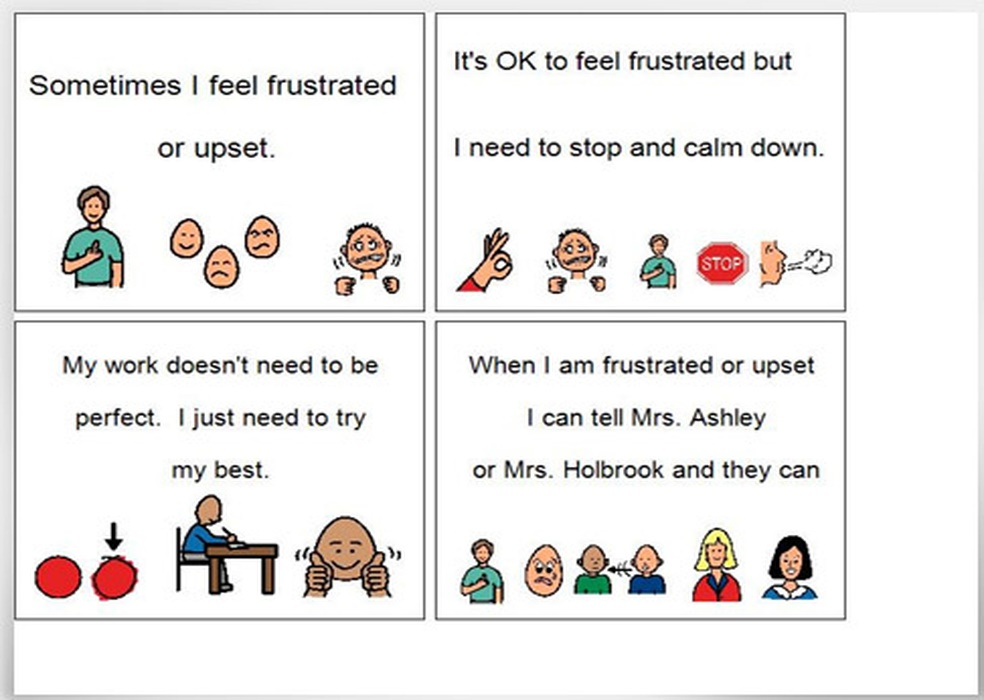 Sometimes I feel frustrated
or upset.
It's OK to feel frustrated but
I need to stop and calm down.
STOP
My work doesn't need to be
perfect. I just need to try
my best.
When I am frustrated or upset
I can tell Mrs. Ashley
or Mrs. Holbrook and they can